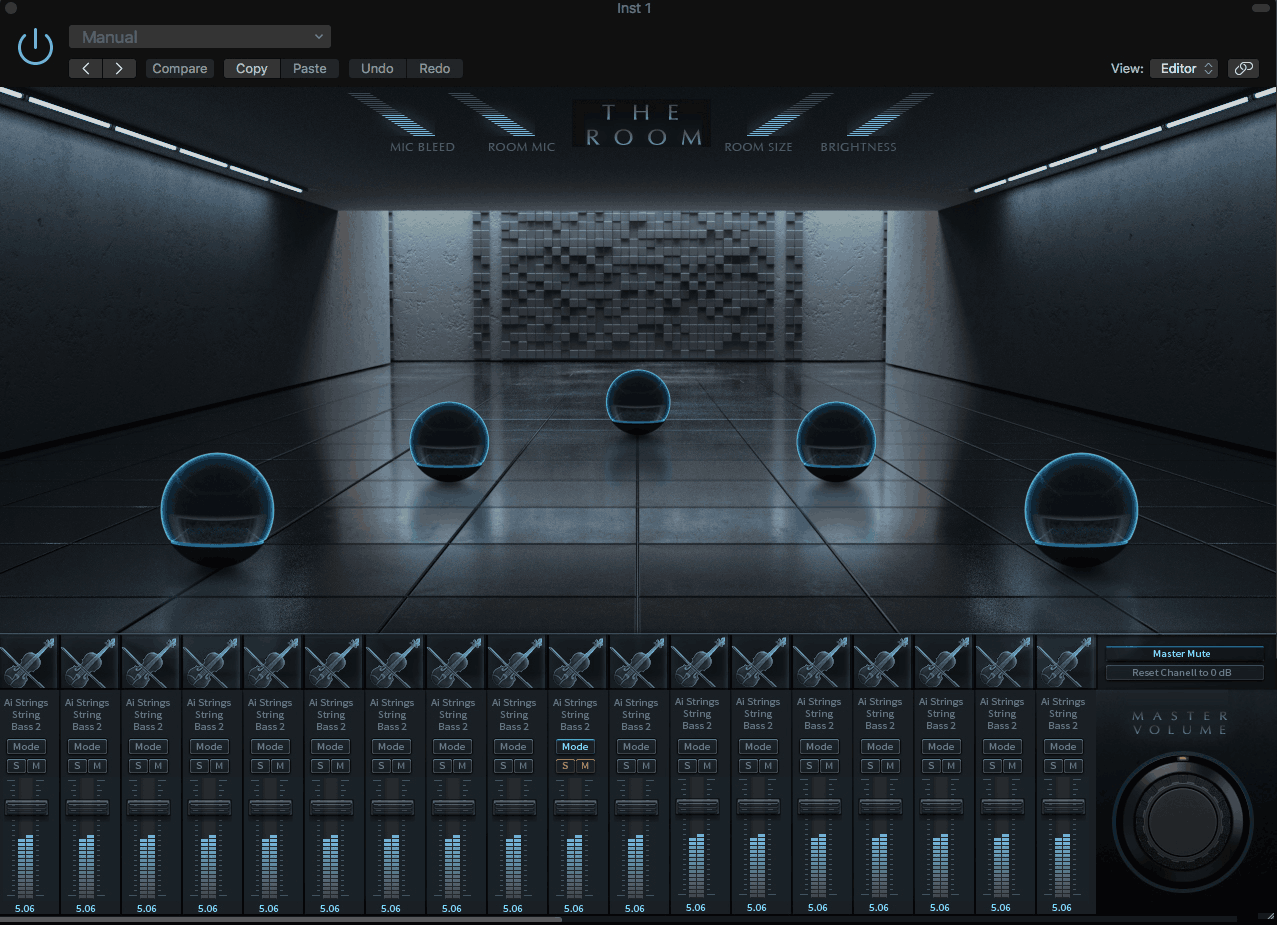 Inst 1
Manual
Compare Copy Paste Undo Redo View: Editor
THE
ROOM
MIC BLEED ROOM MIC ROOM SIZE BRIGHTNESS
Master Mute
Reset Chanell to 0 dB
Ai Strings Ai Strings Ai Strings Ai Strings Ai Strings Ai Strings Ai Strings Ai Strings Ai Strings Ai Strings Ai Strings Ai Strings Ai Strings Ai Strings Ai Strings Ai Strings Ai Strings Ai Strings
String String String String String String String String String String String String String String String String String String
Bass 2 Bass 2 Bass 2 Bass 2 Bass 2 Bass 2 Bass 2 Bass 2 Bass 2 Bass 2 Bass 2 Bass 2 Bass 2 Bass 2 Bass 2 Bass 2 Bass 2 Bass 2
MASTER
VOLUME
Mode Mode Mode Mode Mode Mode Mode Mode Mode Mode Mode Mode Mode Mode Mode Mode Mode Mode
S M S M S M S M S M S M S M S M S M S M S M S M S M S M S M S M S M S M
5.06 5.06 5.06 5.06 5.06 5.06 5.06 5.06 5.06 5.06 5.06 5.06 5.06 5.06 5.06 5.06 5.06 5.06